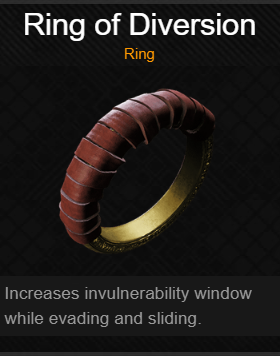 Ring of Diversion
Ring
Increases invulnerability window
while evading and sliding.